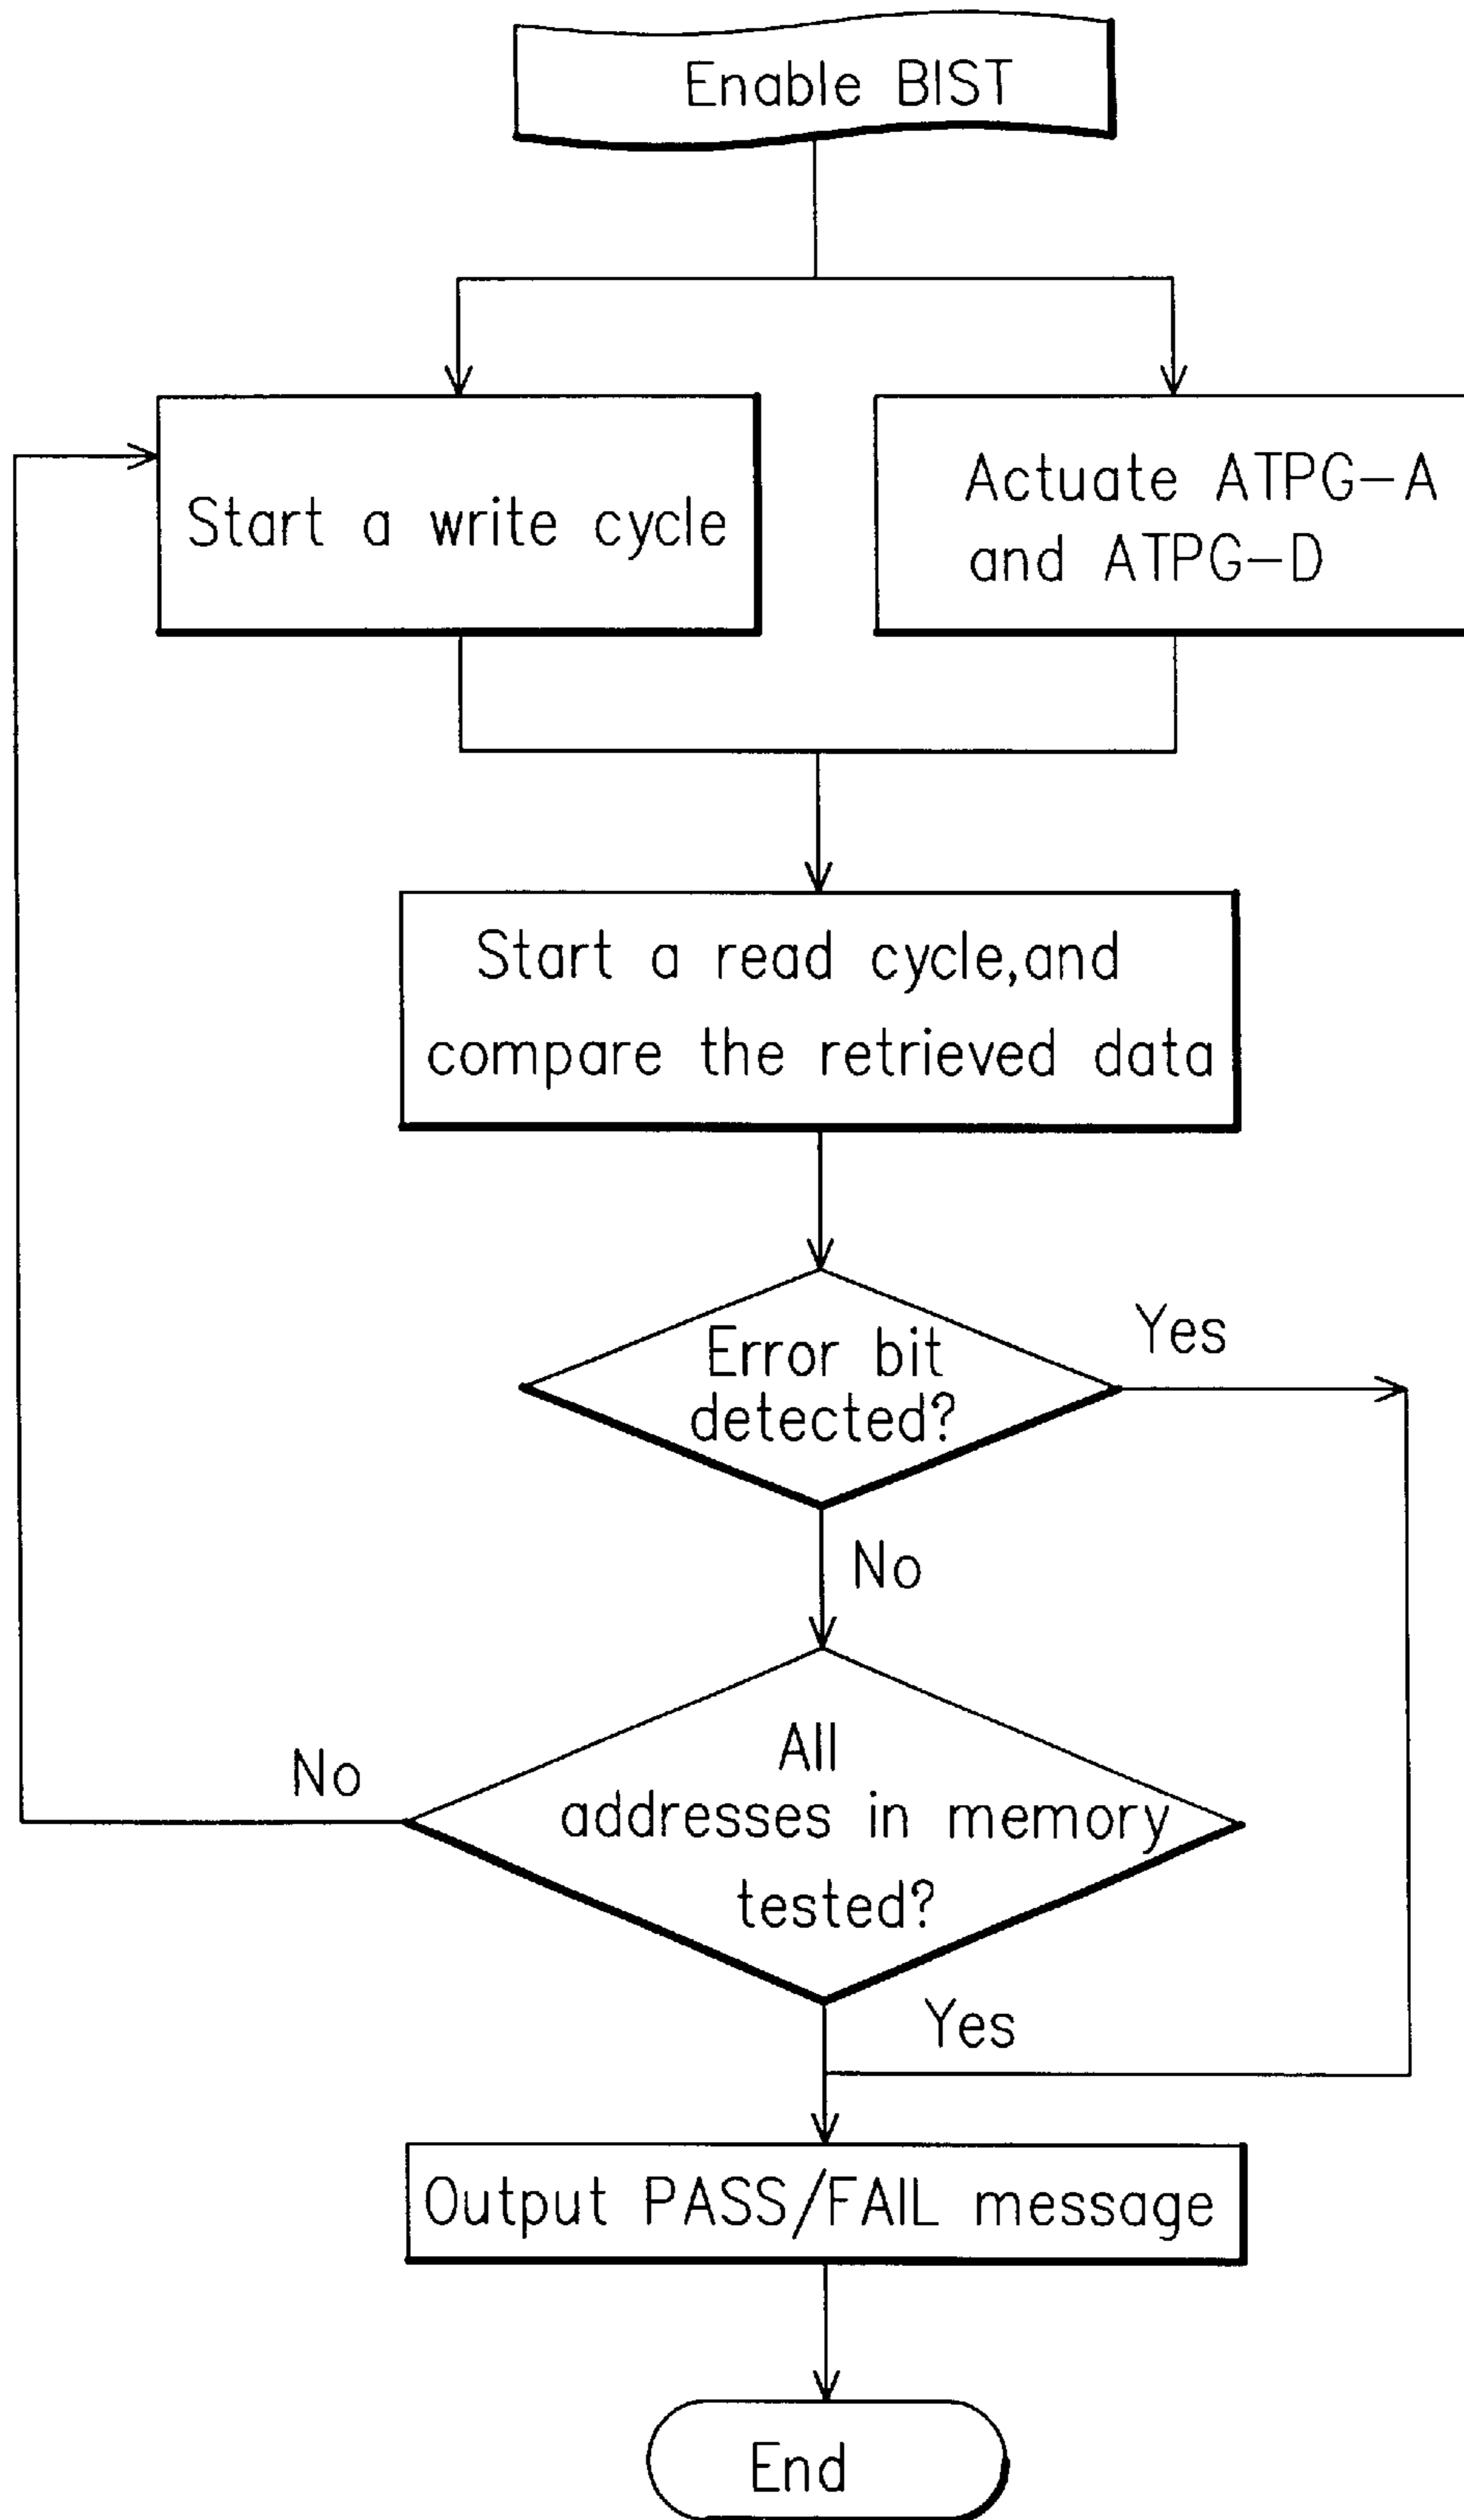 Enable BIST
Start a write cycle
Actuate ATPG-A
and ATPG-D
Start a read cycle,and
compare the retrieved data
Error bit
detected?
Yes
No
All
addresses in memory
tested?
No
Yes
Output PASS/FAIL message
End